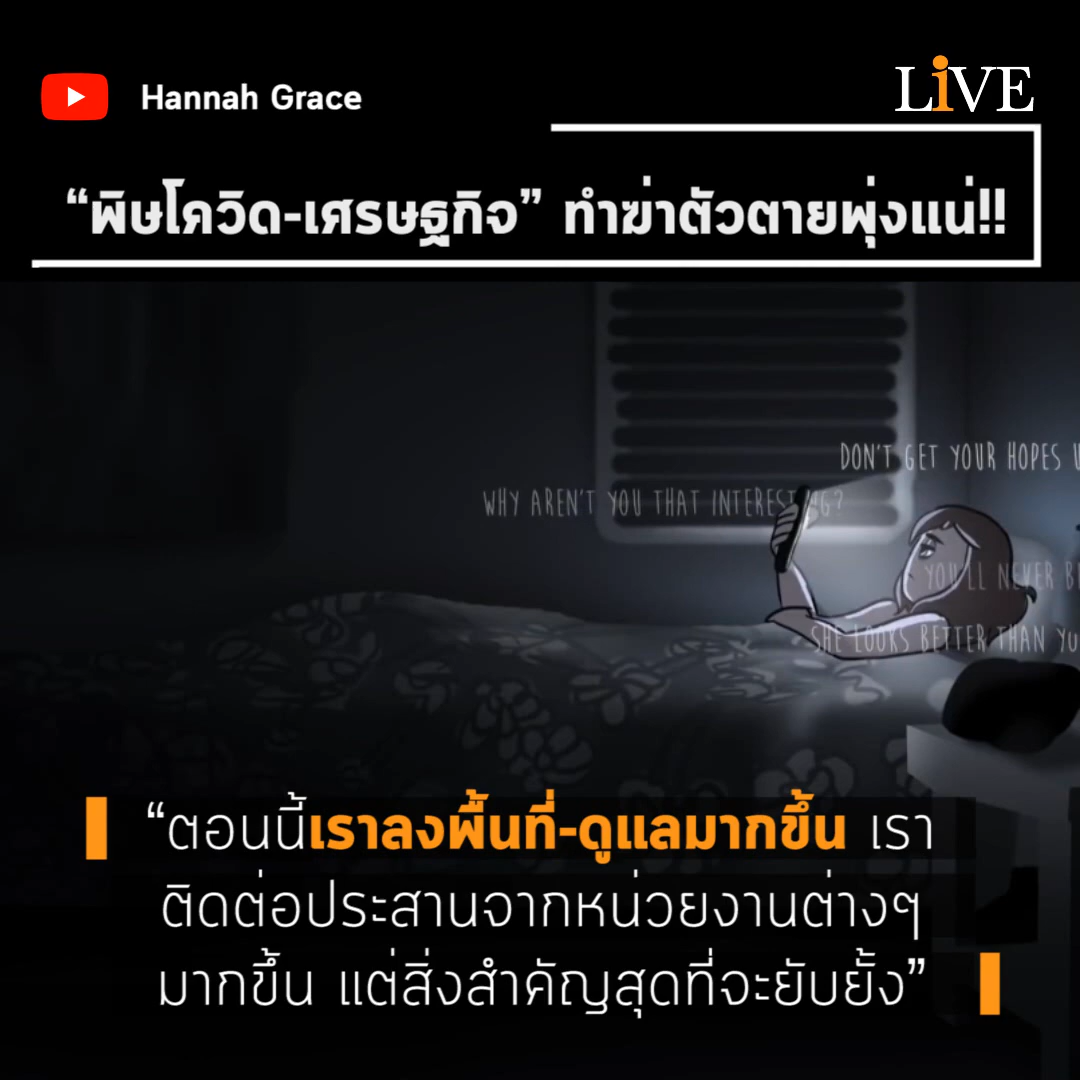 Hannah Grace
LiVE
“พิษโควิด-เศรษฐกิจ” ทำฆ่าตัวตายพุ่งแน่!!
DON'T GET YOUR HOPES
WHY AREN'T YOU THAT INTERESTING?
YOU'LL NEVER
SHE LOOKS BETTER THAN
“ตอนนี้เราลงพื้นที่-ดูแลมากขึ้น เรา
ติดต่อประสานจากหน่วยงานต่างๆ
มากขึ้น แต่สิ่งสำคัญสุดที่จะยับยั้ง”